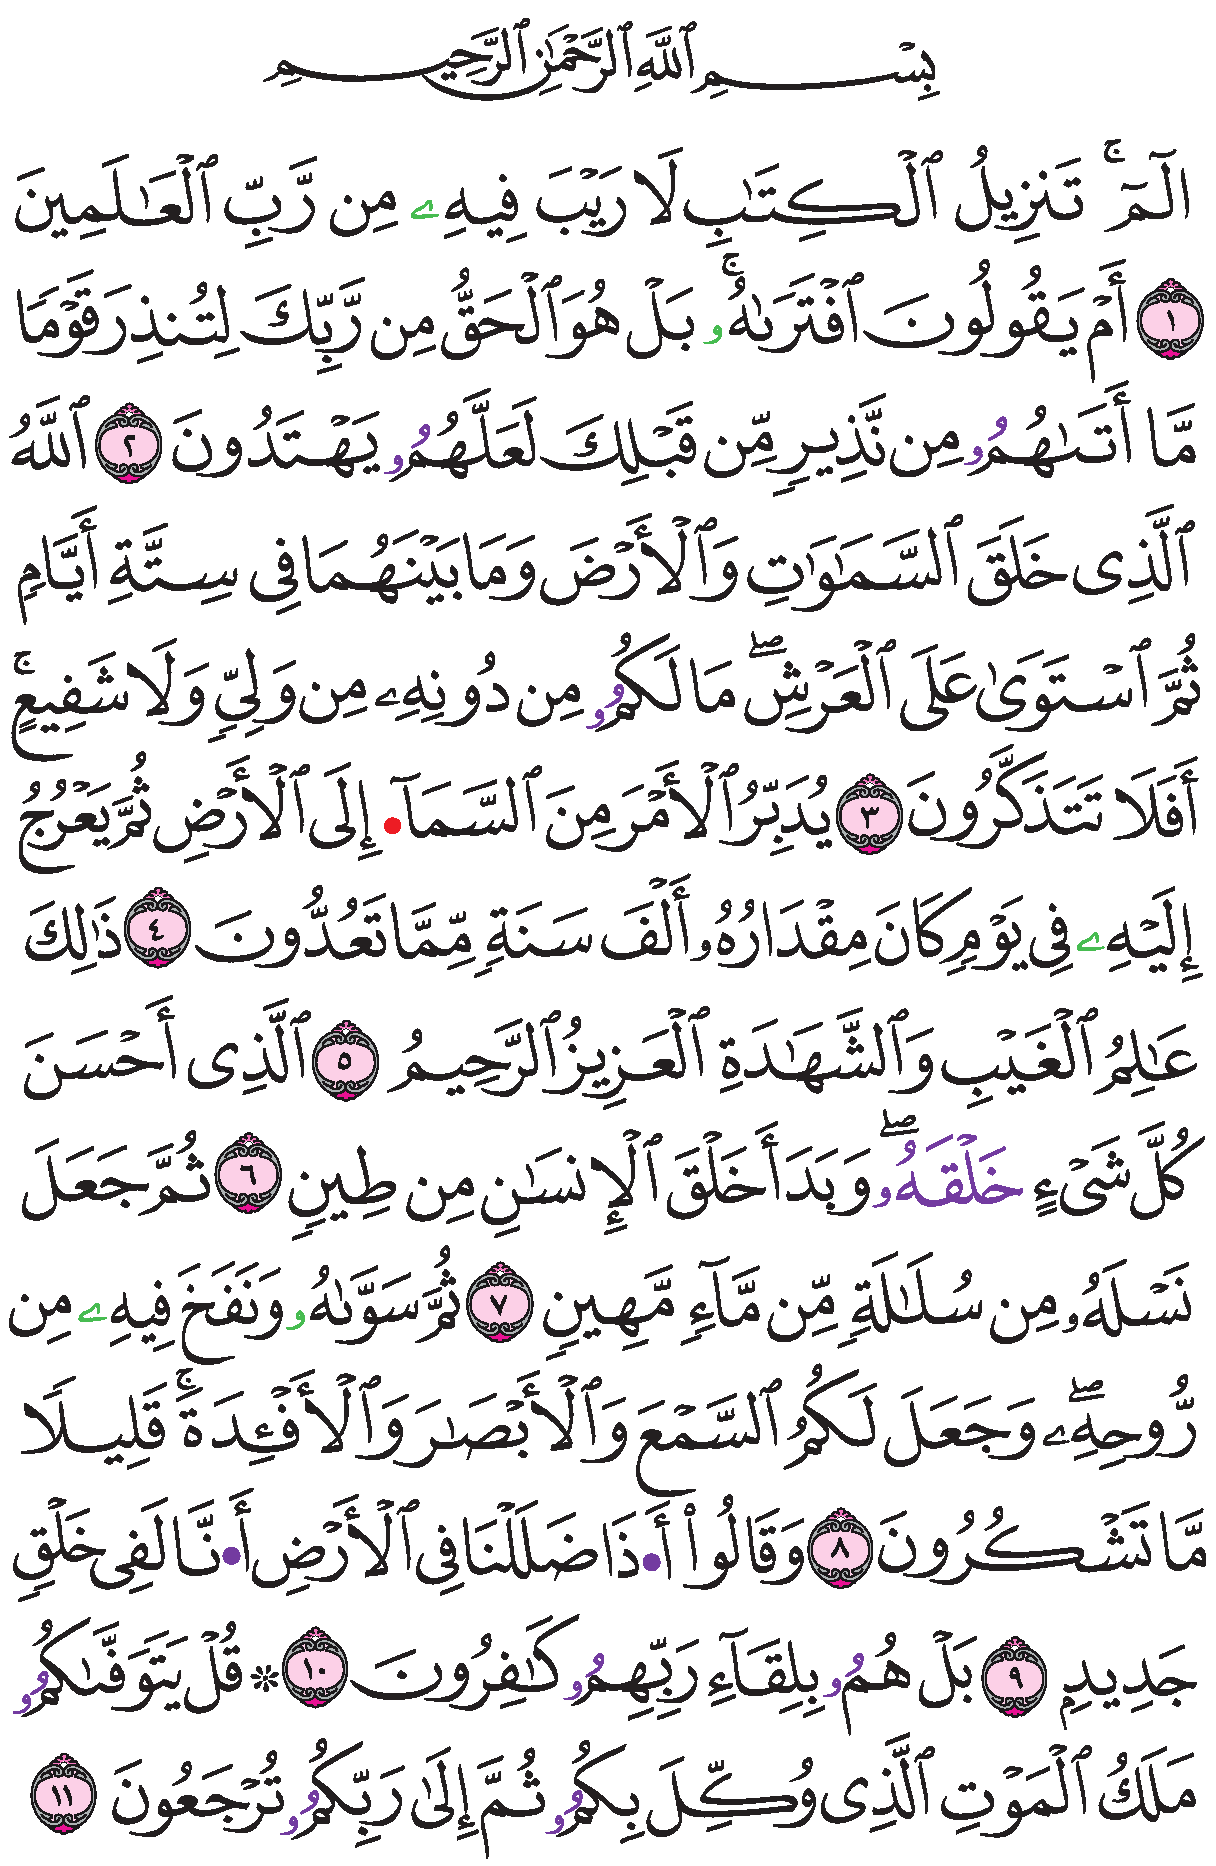 بِسۡمِ ٱللَّهِ ٱلرَّحۡمَٰنِ ٱلرَّحِيمِ
الٓمٓۚ تَنزِيلُ ٱلۡكِتَٰبِ لَا رَيۡبَ فِيهِۦ مِن رَّبِّ ٱلۡعَٰلَمِينَ
١ أَمۡ يَقُولُونَ ٱفۡتَرَىٰهُۥۚ بَلۡ هُوَ ٱلۡحَقُّ مِن رَّبِّكَ لِتُنذِرَ قَوۡمٗا
مَّا أَتَىٰهُمُۥ مِن نَّذِيرٖ مِّن قَبۡلِكَ لَعَلَّهُمُۥ يَهۡتَدُونَ ٢ ٱللَّهُ
ٱلَّذِي خَلَقَ ٱلسَّمَٰوَٰتِ وَٱلۡأَرۡضَ وَمَا بَيۡنَهُمَا فِي سِتَّةِ أَيَّامٖ
ثُمَّ ٱسۡتَوَىٰ عَلَى ٱلۡعَرۡشِۖ مَا لَكُمُۥ مِن دُونِهِۦ مِن وَلِيّٖ وَلَا شَفِيعٍۚ
أَفَلَا تَتَذَكَّرُونَ ٣ يُدَبِّرُ ٱلۡأَمۡرَ مِنَ ٱلسَّمَآ• إِلَى ٱلۡأَرۡضِ ثُمَّ يَعۡرُجُ
إِلَيۡهِۦ فِي يَوۡمٖ كَانَ مِقۡدَارُهُۥ أَلۡفَ سَنَةٖ مِّمَّا تَعُدُّونَ ٤ ذَٰلِكَ
عَٰلِمُ ٱلۡغَيۡبِ وَٱلشَّهَٰدَةِ ٱلۡعَزِيزُ ٱلرَّحِيمُ ٥ ٱلَّذِي أَحۡسَنَ
كُلَّ شَيۡءٍ خَلۡقَهُۥۖ وَبَدَأَ خَلۡقَ ٱلۡإِنسَٰنِ مِن طِينٖ ٦ ثُمَّ جَعَلَ
نَسۡلَهُۥ مِن سُلَٰلَةٖ مِّن مَّآءٖ مَّهِينٖ ٧ ثُمَّ سَوَّىٰهُۥ وَنَفَخَ فِيهِۦ مِن
رُّوحِهِۦۖ وَجَعَلَ لَكُمُ ٱلسَّمۡعَ وَٱلۡأَبۡصَٰرَ وَٱلۡأَفۡـِٔدَةَۚ قَلِيلٗا
مَّا تَشۡكُرُونَ ٨ وَقَالُواْ أَ•ذَا ضَلَلۡنَا فِي ٱلۡأَرۡضِ أَ•نَّا لَفِي خَلۡقٖ
جَدِيدِۭ ٩ بَلۡ هُمُۥ بِلِقَآءِ رَبِّهِمُۥ كَٰفِرُونَ ١٠ ۞ قُلۡ يَتَوَفَّىٰكُمُۥ
مَلَكُ ٱلۡمَوۡتِ ٱلَّذِي وُكِّلَ بِكُمُۥ ثُمَّ إِلَىٰ رَبِّكُمُۥ تُرۡجَعُونَ ١١